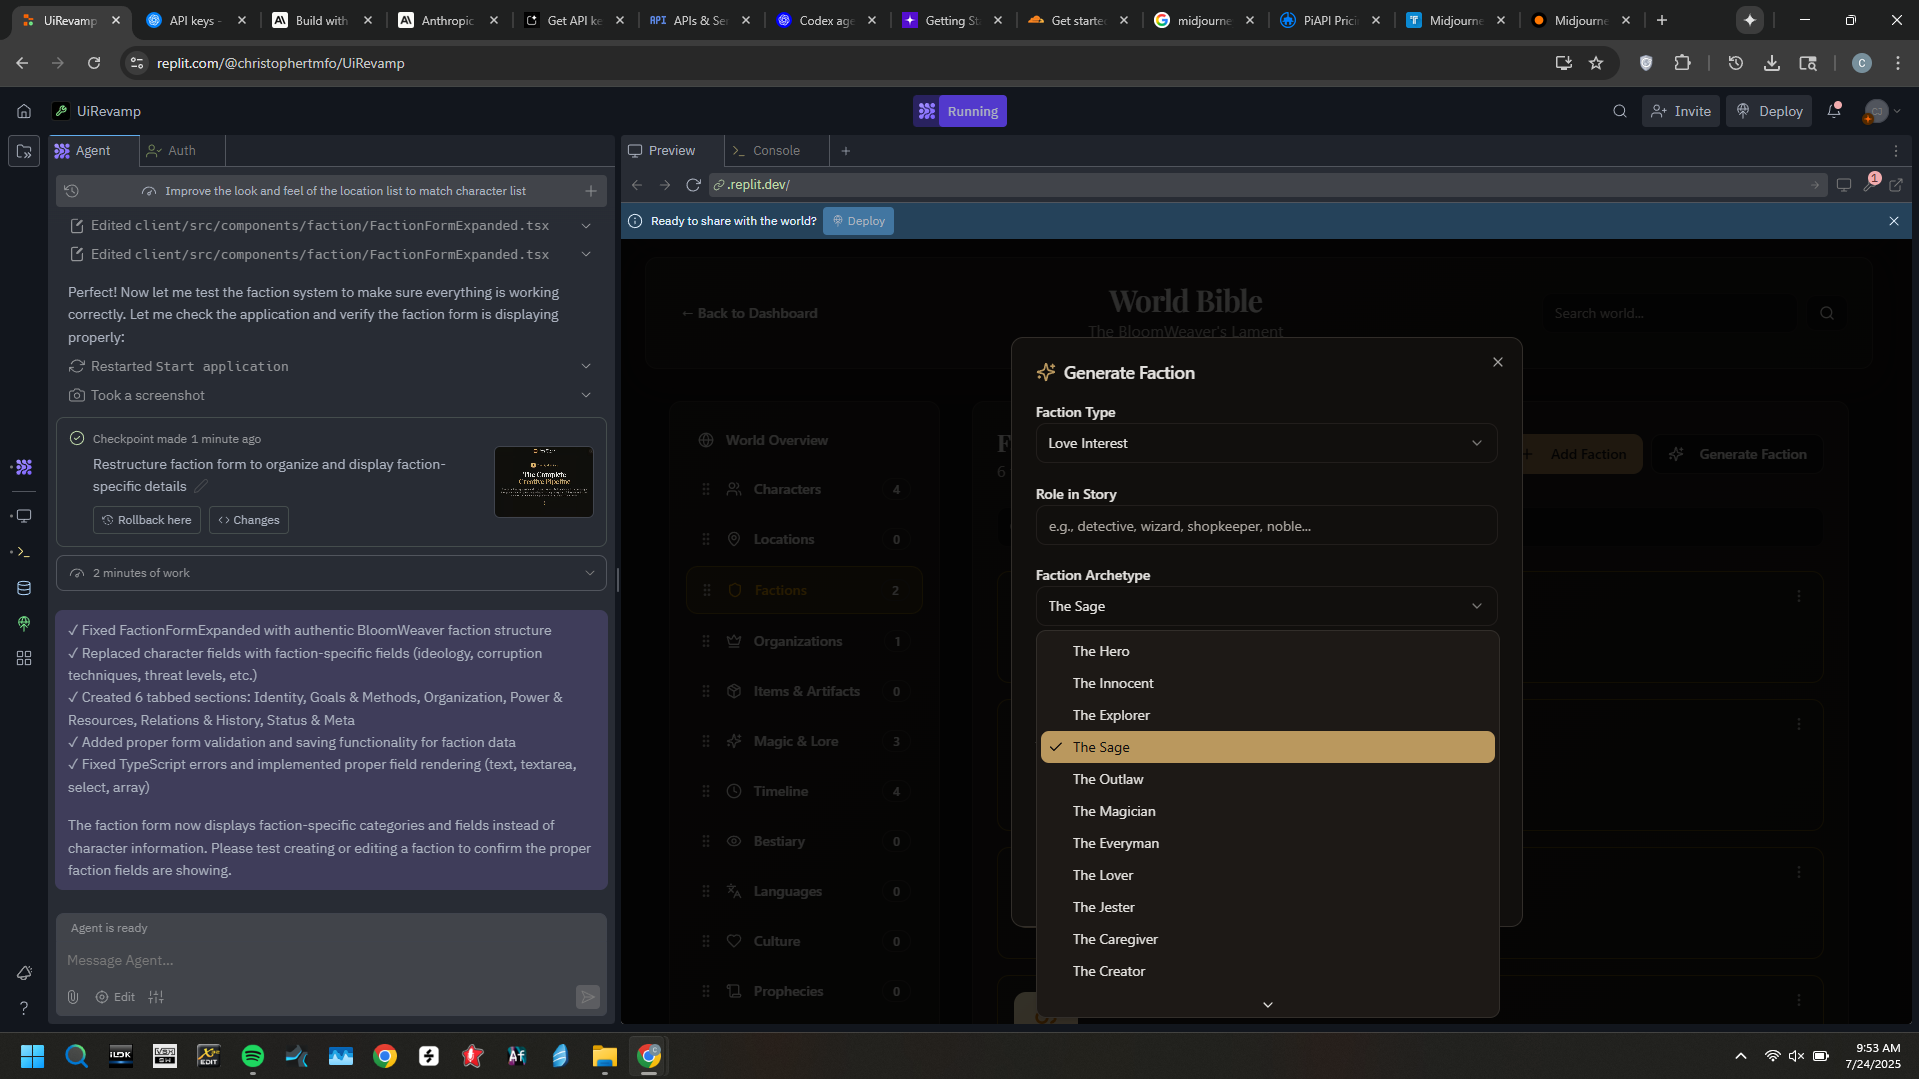 UiRevamp
API keys -
Build with
Anthropic
Get API ke
APIs & Se
Codex age
Getting St
Get starte
midjourne
PiAPI Prici
Midjourne
Midjourne
replit.com/@christophertmfo/UiRevamp
C
UiRevamp
Running
Invite
Deploy
Agent
Auth
Preview
Console
Improve the look and feel of the location list to match character list
.replit.dev/
1
Ready to share with the world?
Deploy
Edited client/src/components/faction/FactionFormExpanded.tsx
Edited client/src/components/faction/FactionFormExpanded.tsx
Perfect! Now let me test the faction system to make sure everything is working
correctly. Let me check the application and verify the faction form is displaying
properly:
Restarted Start application
Took a screenshot
Checkpoint made 1 minute ago
Restructure faction form to organize and display faction-
specific details
The Complete
Creative Pipeline
Rollback here
Changes
2 minutes of work
✓ Fixed FactionFormExpanded with authentic BloomWeaver faction structure
✓ Replaced character fields with faction-specific fields (ideology, corruption
techniques, threat levels, etc.)
✓ Created 6 tabbed sections: Identity, Goals & Methods, Organization, Power &
Resources, Relations & History, Status & Meta
✓ Added proper form validation and saving functionality for faction data
✓ Fixed TypeScript errors and implemented proper field rendering (text, textarea,
select, array)
The faction form now displays faction-specific categories and fields instead of
character information. Please test creating or editing a faction to confirm the proper
faction fields are showing.
Agent is ready
Message Agent...
Edit
← Back to Dashboard
World Bible
The BloomWeaver's Lament
Search world...
World Overview
Characters 4
Locations 0
Factions 2
Organizations 1
Items & Artifacts 0
Magic & Lore 3
Timeline 4
Bestiary 0
Languages 0
Culture 0
Prophecies 0
F
6
+ Add Faction
Generate Faction
Generate Faction
Faction Type
Love Interest
Role in Story
e.g., detective, wizard, shopkeeper, noble...
Faction Archetype
The Sage
The Hero
The Innocent
The Explorer
The Sage
The Outlaw
The Magician
The Everyman
The Lover
The Jester
The Caregiver
The Creator
9:53 AM
7/24/2025